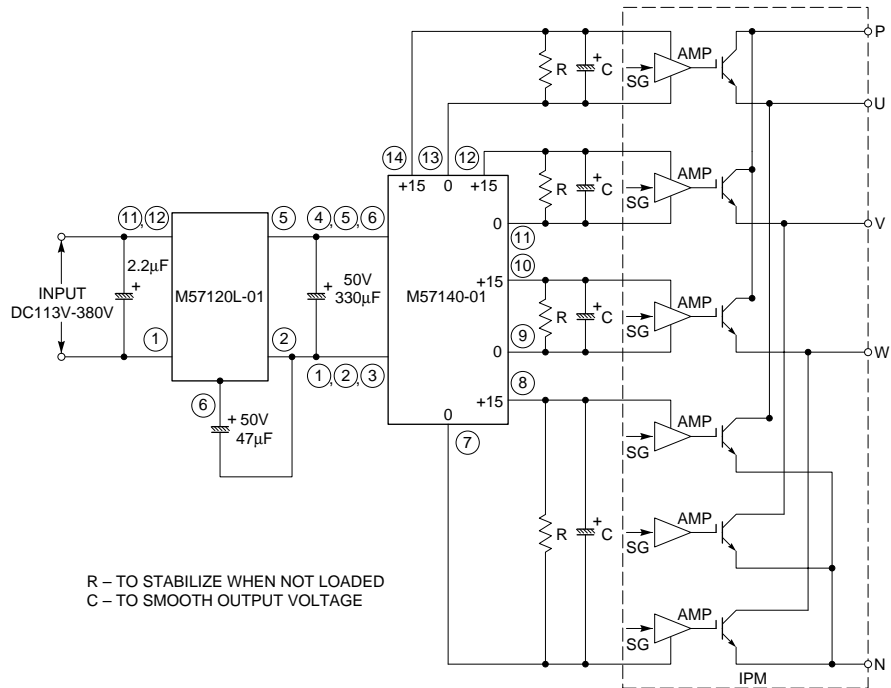 P
AMP
R
+
C
SG
U
14
13
12
+15
0
+15
AMP
R
+
C
SG
11,12
5
4,5,6
0
11
V
2.2µF
+
INPUT
DC113V-380V
M57120L-01
+
50V
330µF
M57140-01
10
+15
AMP
R
+
C
SG
1
2
9
0
W
1,2,3
8
+15
6
+ 50V
47µF
0
7
AMP
SG
AMP
R
+
C
SG
R – TO STABILIZE WHEN NOT LOADED
C – TO SMOOTH OUTPUT VOLTAGE
AMP
SG
N
IPM